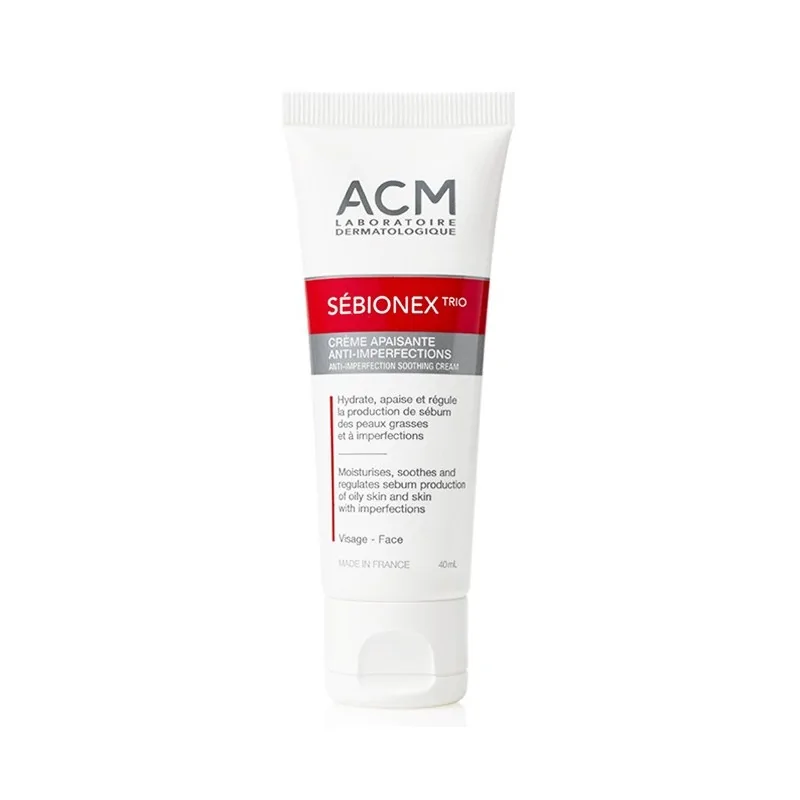 ACM
LABORATOIRE
DERMATOLOGIQUE
SÉBIONEX TRIO
CRÈME APAISANTE
ANTI-IMPERFECTIONS
ANTI-IMPERFECTION SOOTHING CREAM
Hydrate, apaise et régule
la production de sébum
des peaux grasses
et à imperfections
Moisturises, soothes and
regulates sebum production
of oily skin and skin
with imperfections
Visage - Face
MADE IN FRANCE 40 mL